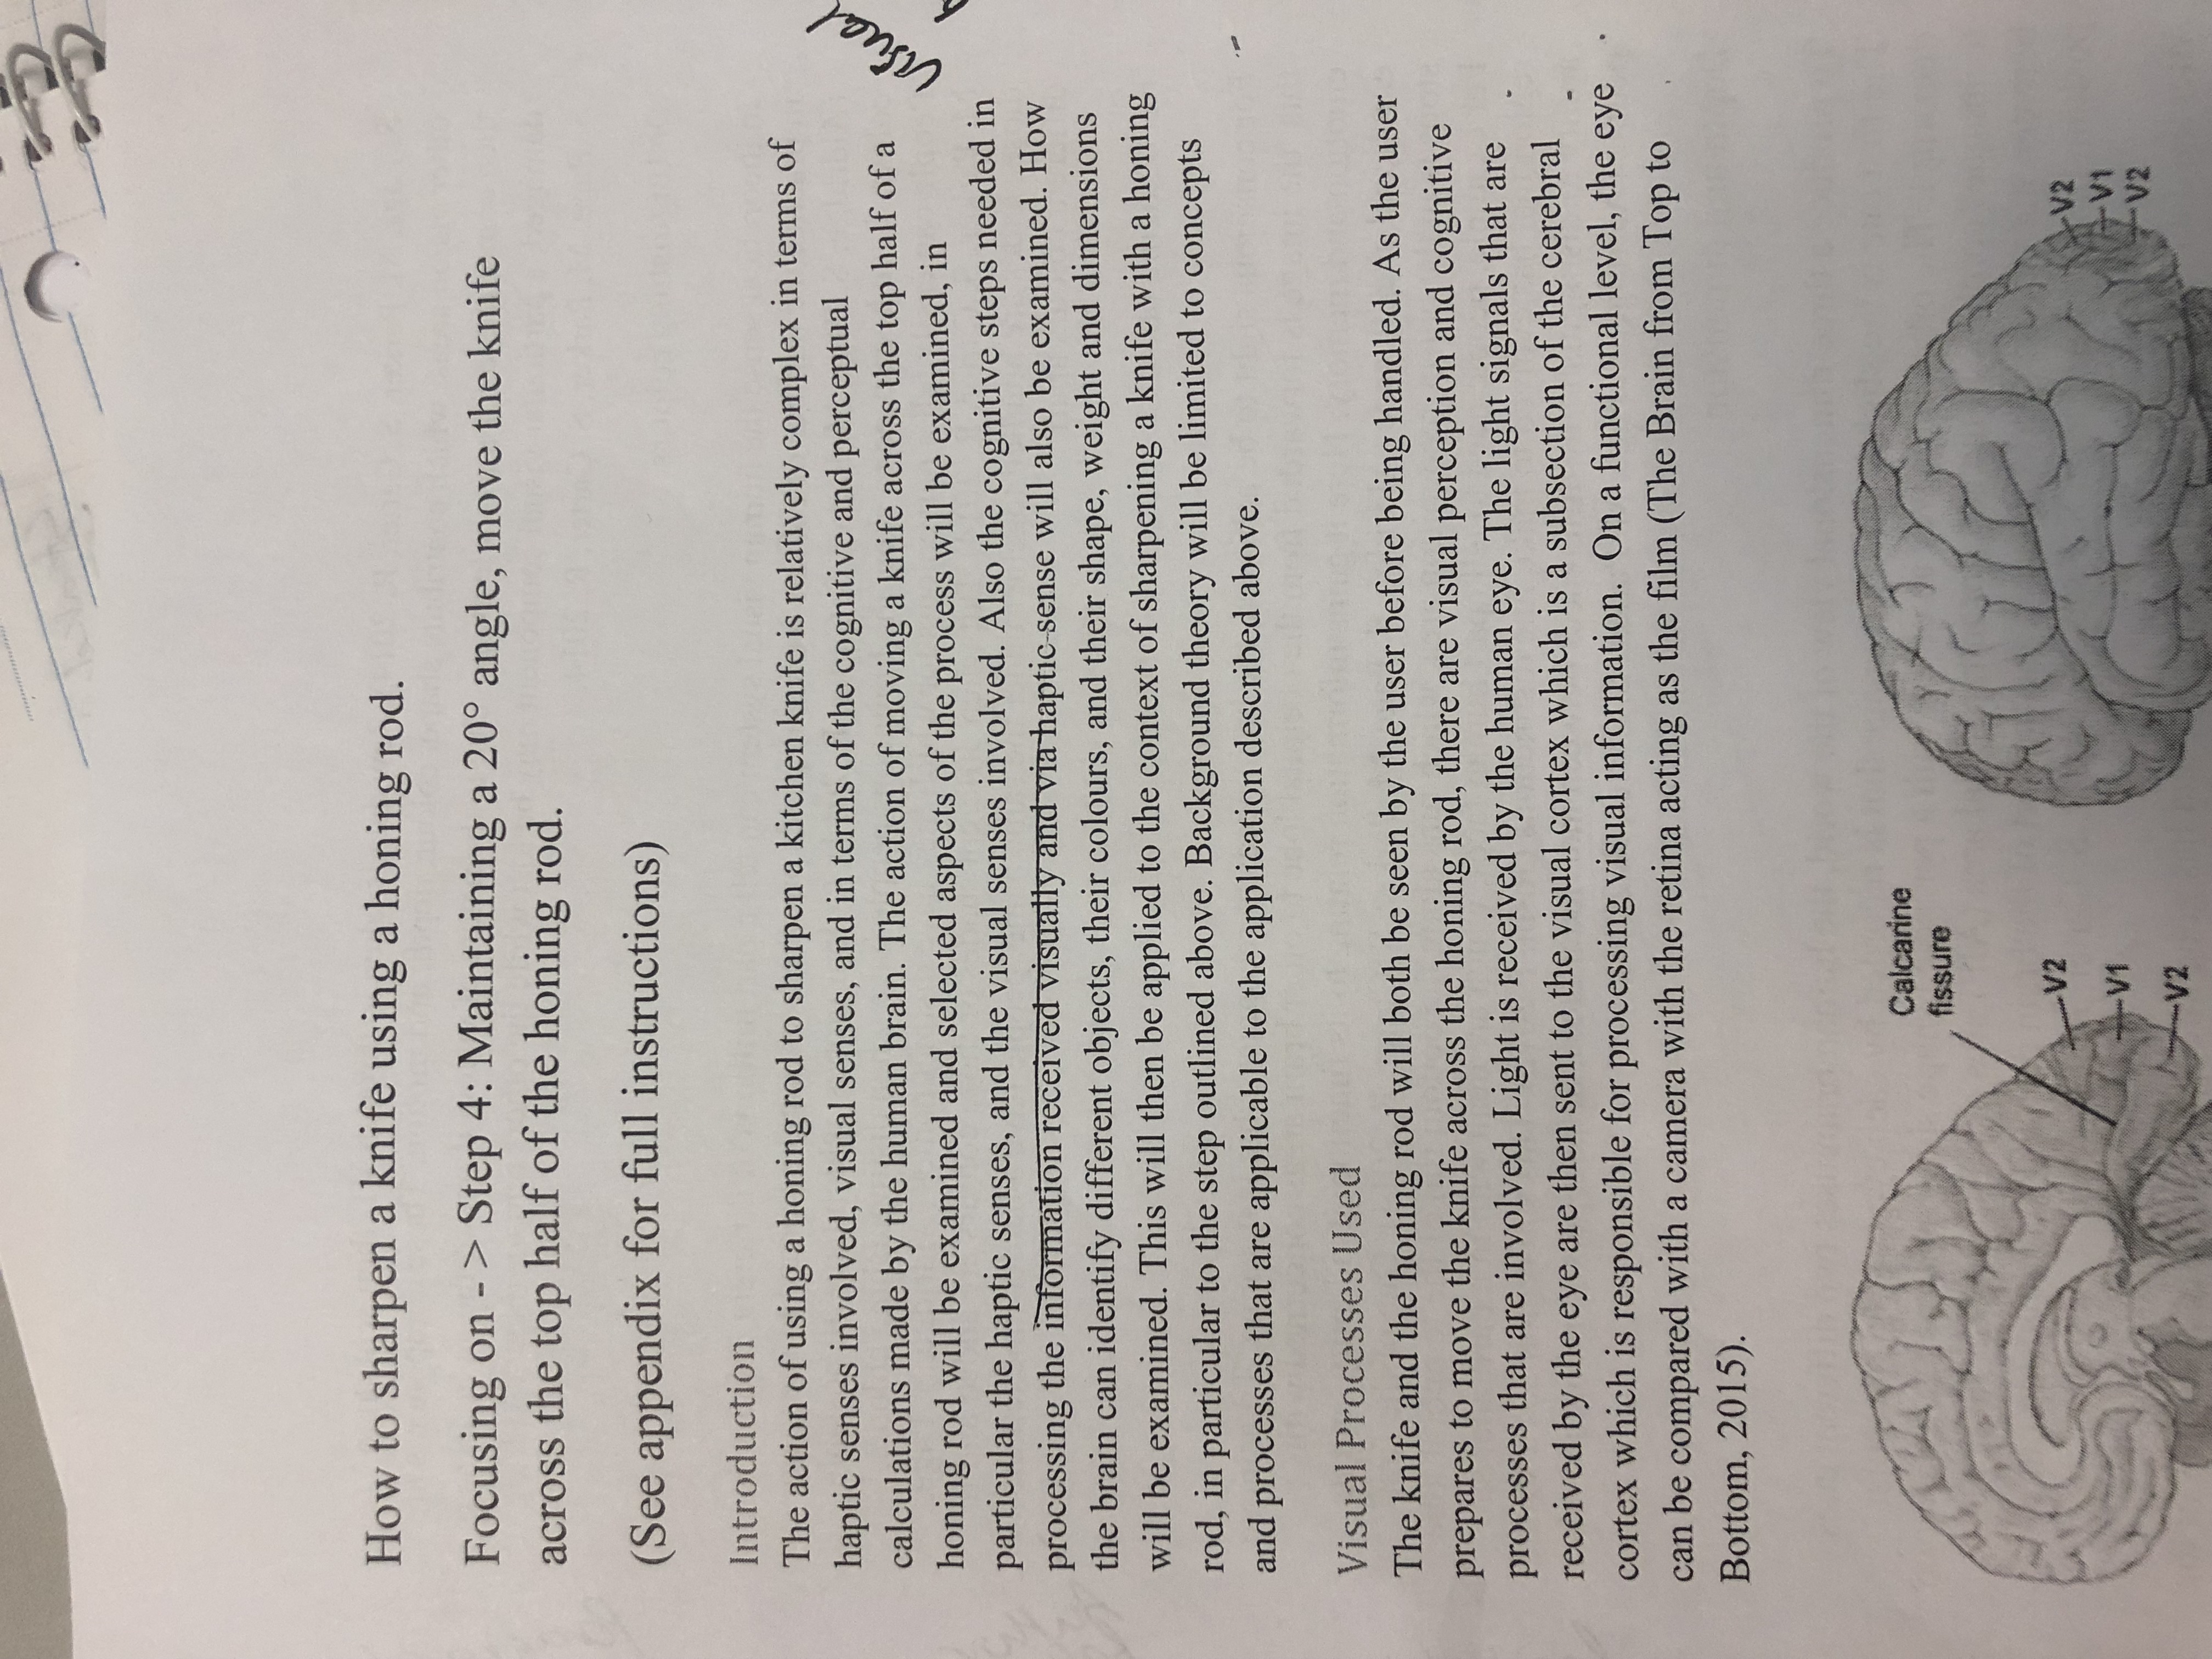 How to sharpen a knife using a honing rod.
Focusing on - > Step 4: Maintaining a 20° angle, move the knife
across the top half of the honing rod.
(See appendix for full instructions)
Introduction
The action of using a honing rod to sharpen a kitchen knife is relatively complex in terms of
haptic senses involved, visual senses, and in terms of the cognitive and perceptual
calculations made by the human brain. The action of moving a knife across the top half of a
honing rod will be examined and selected aspects of the process will be examined, in
particular the haptic senses, and the visual senses involved. Also the cognitive steps needed in
processing the information received visually and via haptic sense will also be examined. How
the brain can identify different objects, their colours, and their shape, weight and dimensions
will be examined. This will then be applied to the context of sharpening a knife with a honing
rod, in particular to the step outlined above. Background theory will be limited to concepts
and processes that are applicable to the application described above.
visual
Visual Processes Used
The knife and the honing rod will both be seen by the user before being handled. As the user
prepares to move the knife across the honing rod, there are visual perception and cognitive
processes that are involved. Light is received by the human eye. The light signals that are
received by the eye are then sent to the visual cortex which is a subsection of the cerebral
cortex which is responsible for processing visual information.  On a functional level, the eye
can be compared with a camera with the retina acting as the film (The Brain from Top to
Bottom, 2015).
Calcarine
fissure
V2
V1
V2
V2
V1
V2